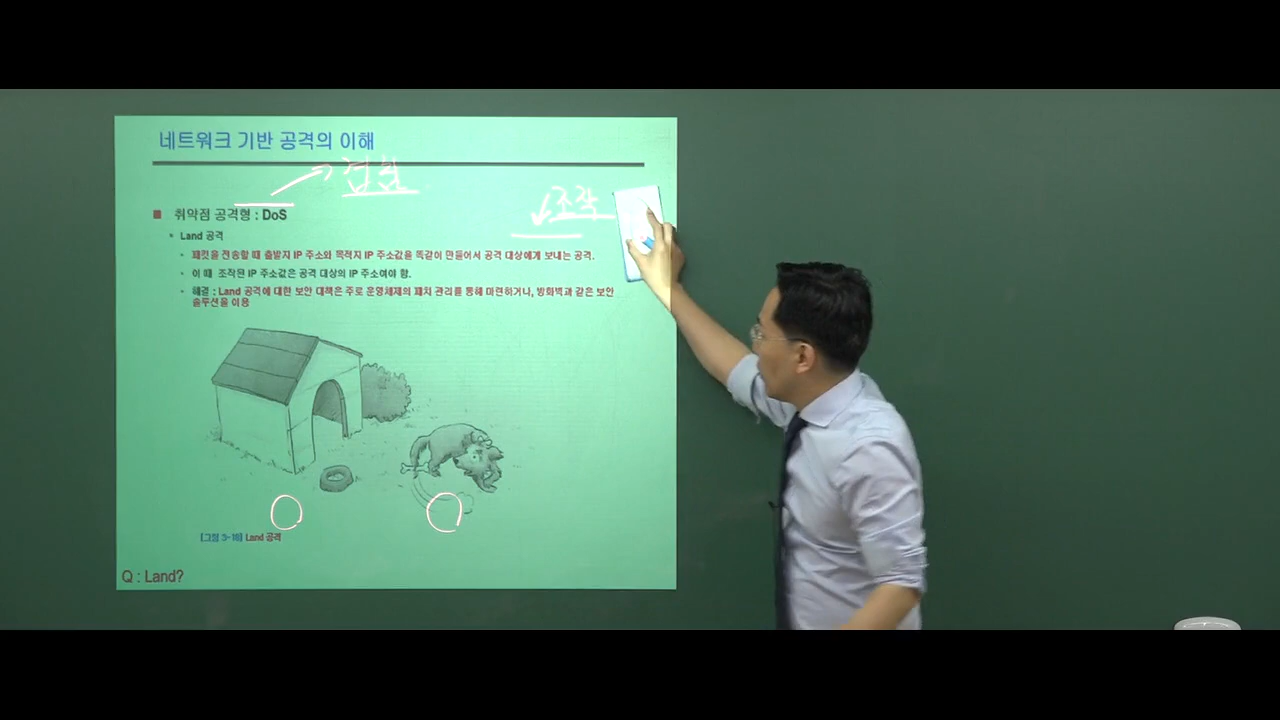 네트워크 기반 공격의 이해
결함
조작
취약점 공격형 : DoS
Land 공격
패킷을 전송할 때 출발지 IP 주소와 목적지 IP 주소값을 똑같이 만들어서 공격 대상에게 보내는 공격.
이 때 조작된 IP 주소값은 공격 대상의 IP 주소여야 함.
해결 : Land 공격에 대한 보안 대책은 주로 운영체제의 패치 관리를 통해 마련하거나, 방화벽과 같은 보안
솔루션을 이용
[그림 3-16] Land 공격
Q : Land?